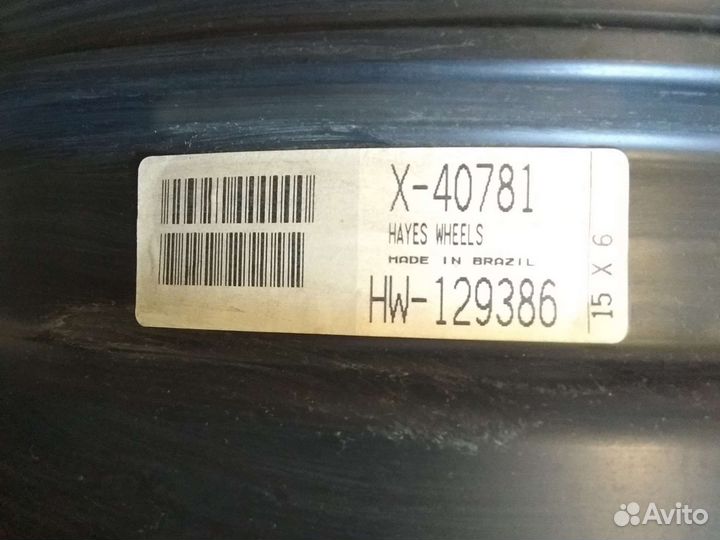 X-40781
HAYES WHEELS
MADE IN BRAZIL
HW-129386
15 X 6
Avito